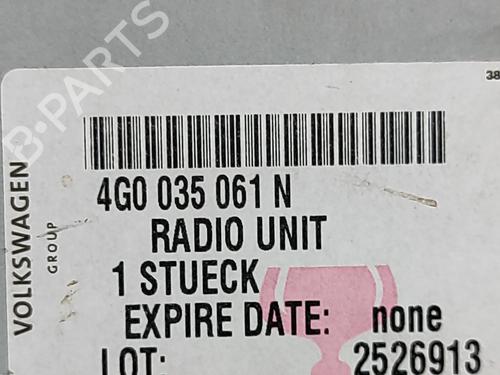 B-PARTS
38
VOLKSWAGEN
GROUP
4G0 035 061 N
RADIO UNIT
1 STUECK
EXPIRE DATE: none
LOT: 2526913